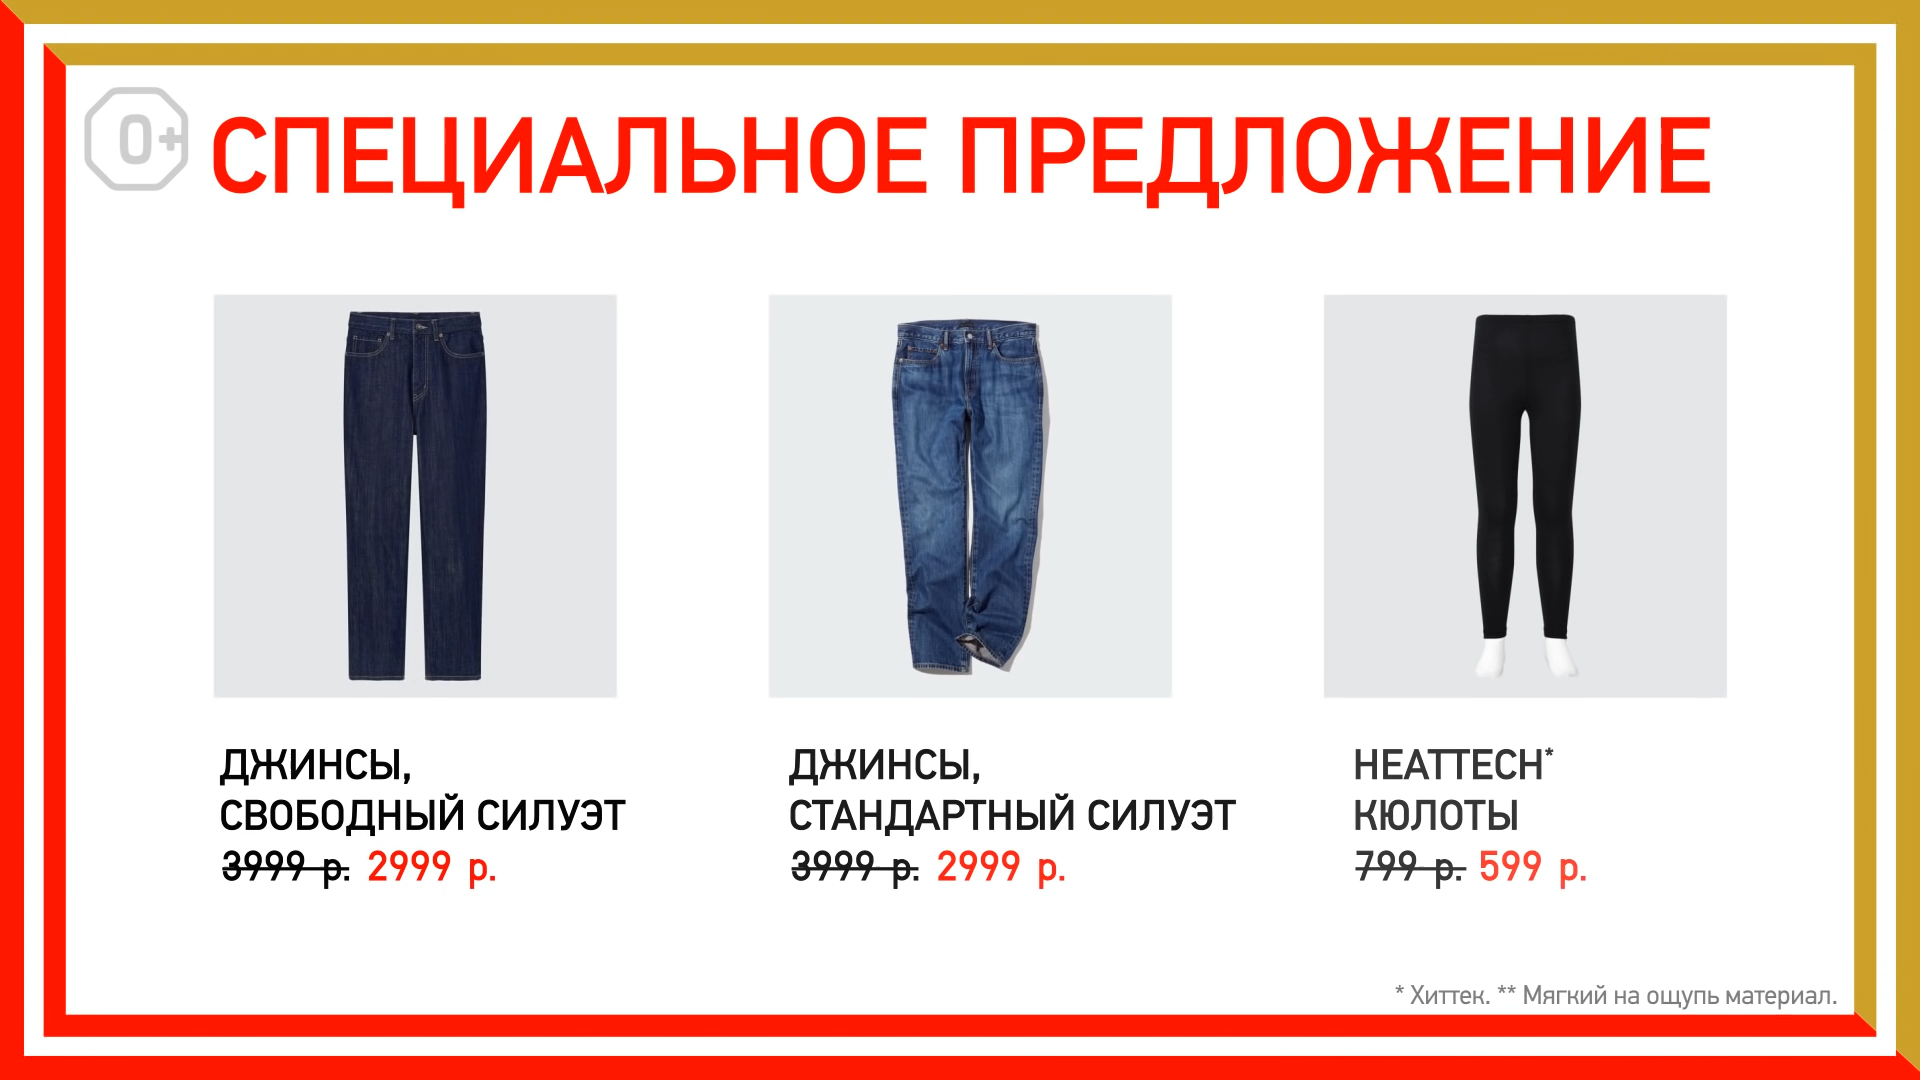 0+
СПЕЦИАЛЬНОЕ ПРЕДЛОЖЕНИЕ
ДЖИНСЫ,
СВОБОДНЫЙ СИЛУЭТ
3999 р. 2999 р.
ДЖИНСЫ,
СТАНДАРТНЫЙ СИЛУЭТ
3999 р. 2999 р.
HEATTECH*
КЮЛОТЫ
799 р. 599 р.
* Хиттек. ** Мягкий на ощупь материал.